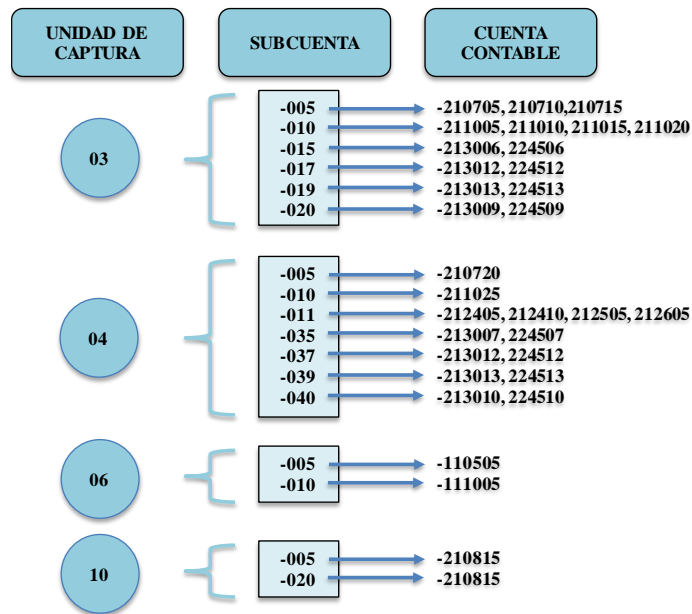 UNIDAD DE CAPTURA
SUBCUENTA
CUENTA CONTABLE
03
-005 -210705, 210710,210715
-010 -211005, 211010, 211015, 211020
-015 -213006, 224506
-017 -213012, 224512
-019 -213013, 224513
-020 -213009, 224509
04
-005 -210720
-010 -211025
-011 -212405, 212410, 212505, 212605
-035 -213007, 224507
-037 -213012, 224512
-039 -213013, 224513
-040 -213010, 224510
06
-005 -110505
-010 -111005
10
-005 -210815
-020 -210815